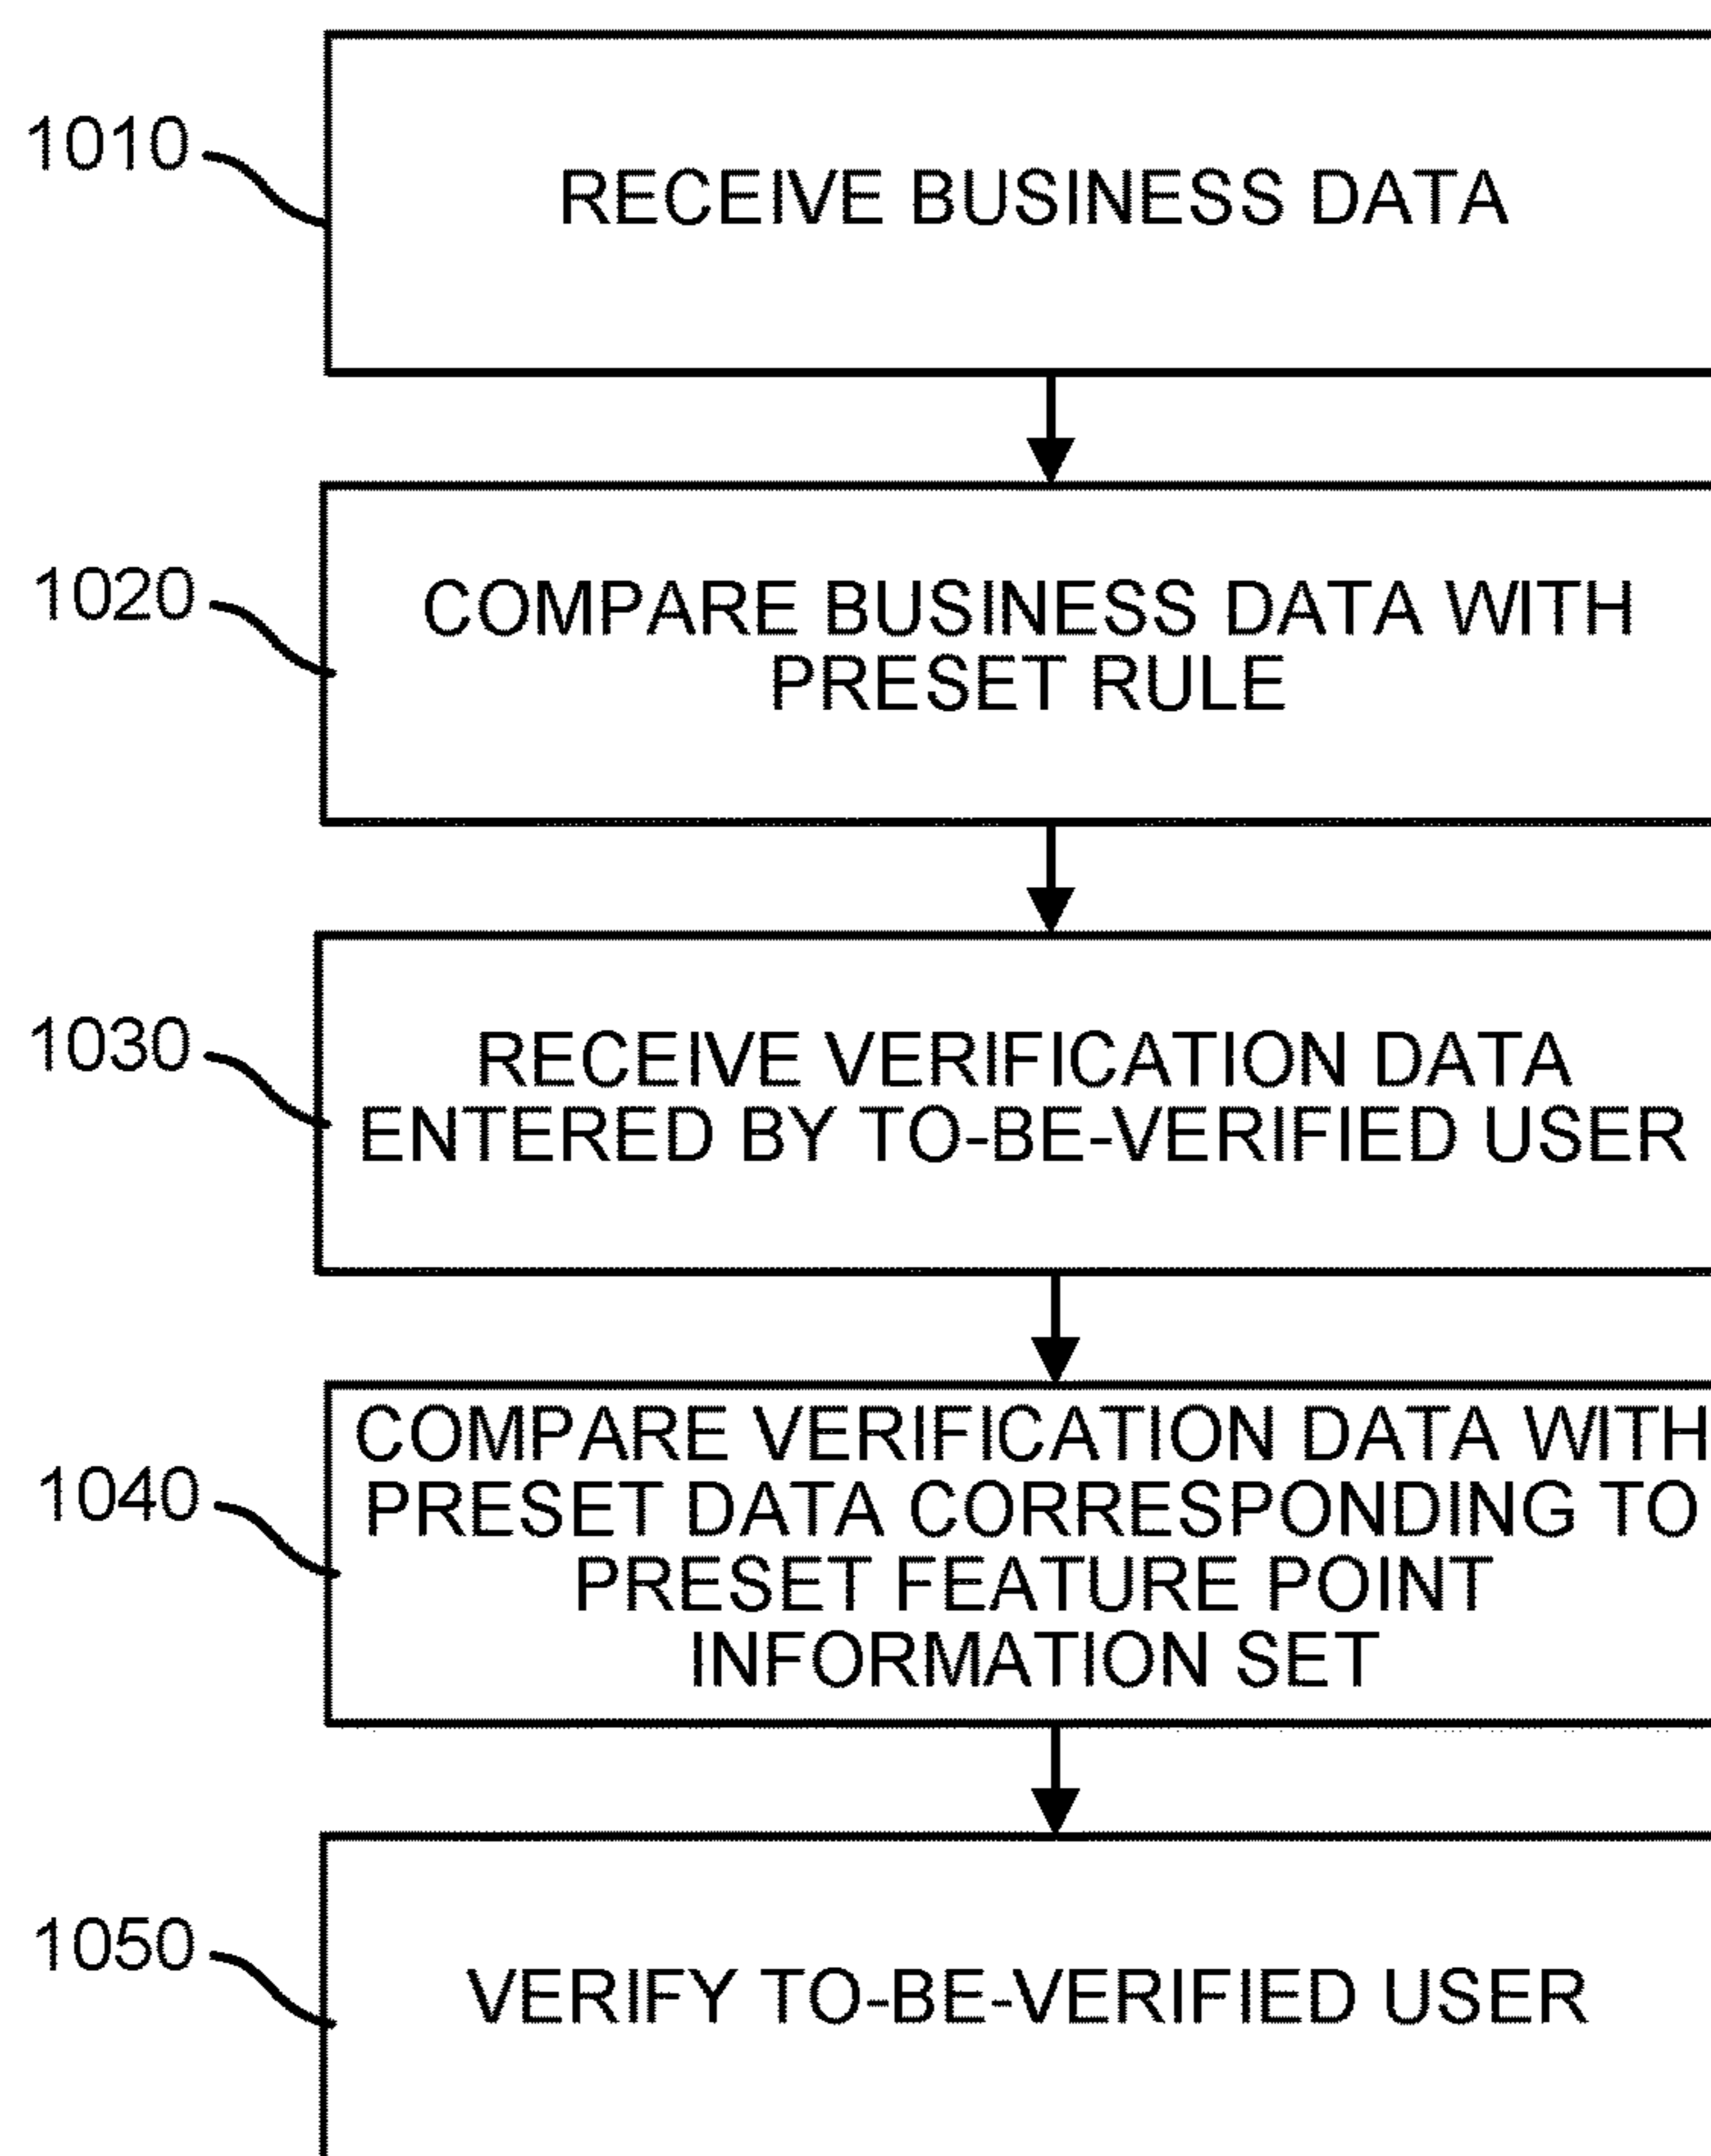 1010
RECEIVE BUSINESS DATA
1020
COMPARE BUSINESS DATA WITH
PRESET RULE
1030
RECEIVE VERIFICATION DATA
ENTERED BY TO-BE-VERIFIED USER
1040
COMPARE VERIFICATION DATA WITH
PRESET DATA CORRESPONDING TO
PRESET FEATURE POINT
INFORMATION SET
1050
VERIFY TO-BE-VERIFIED USER